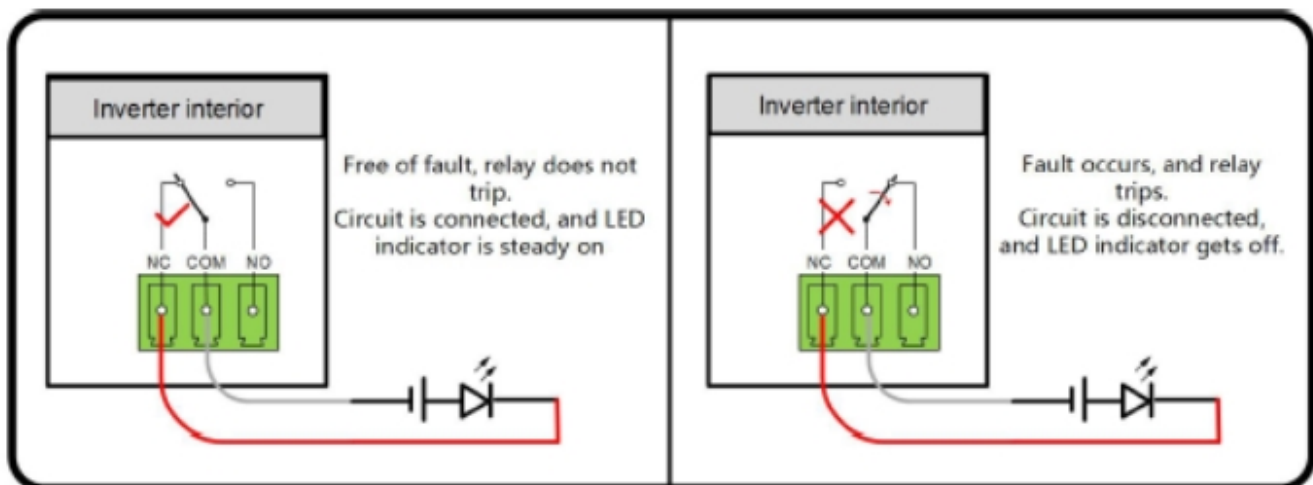 Inverter interior
Free of fault, relay does not
trip.
Circuit is connected, and LED
indicator is steady on
NC COM NO
Inverter interior
Fault occurs, and relay
trips.
Circuit is disconnected,
and LED indicator gets off.
NC COM NO